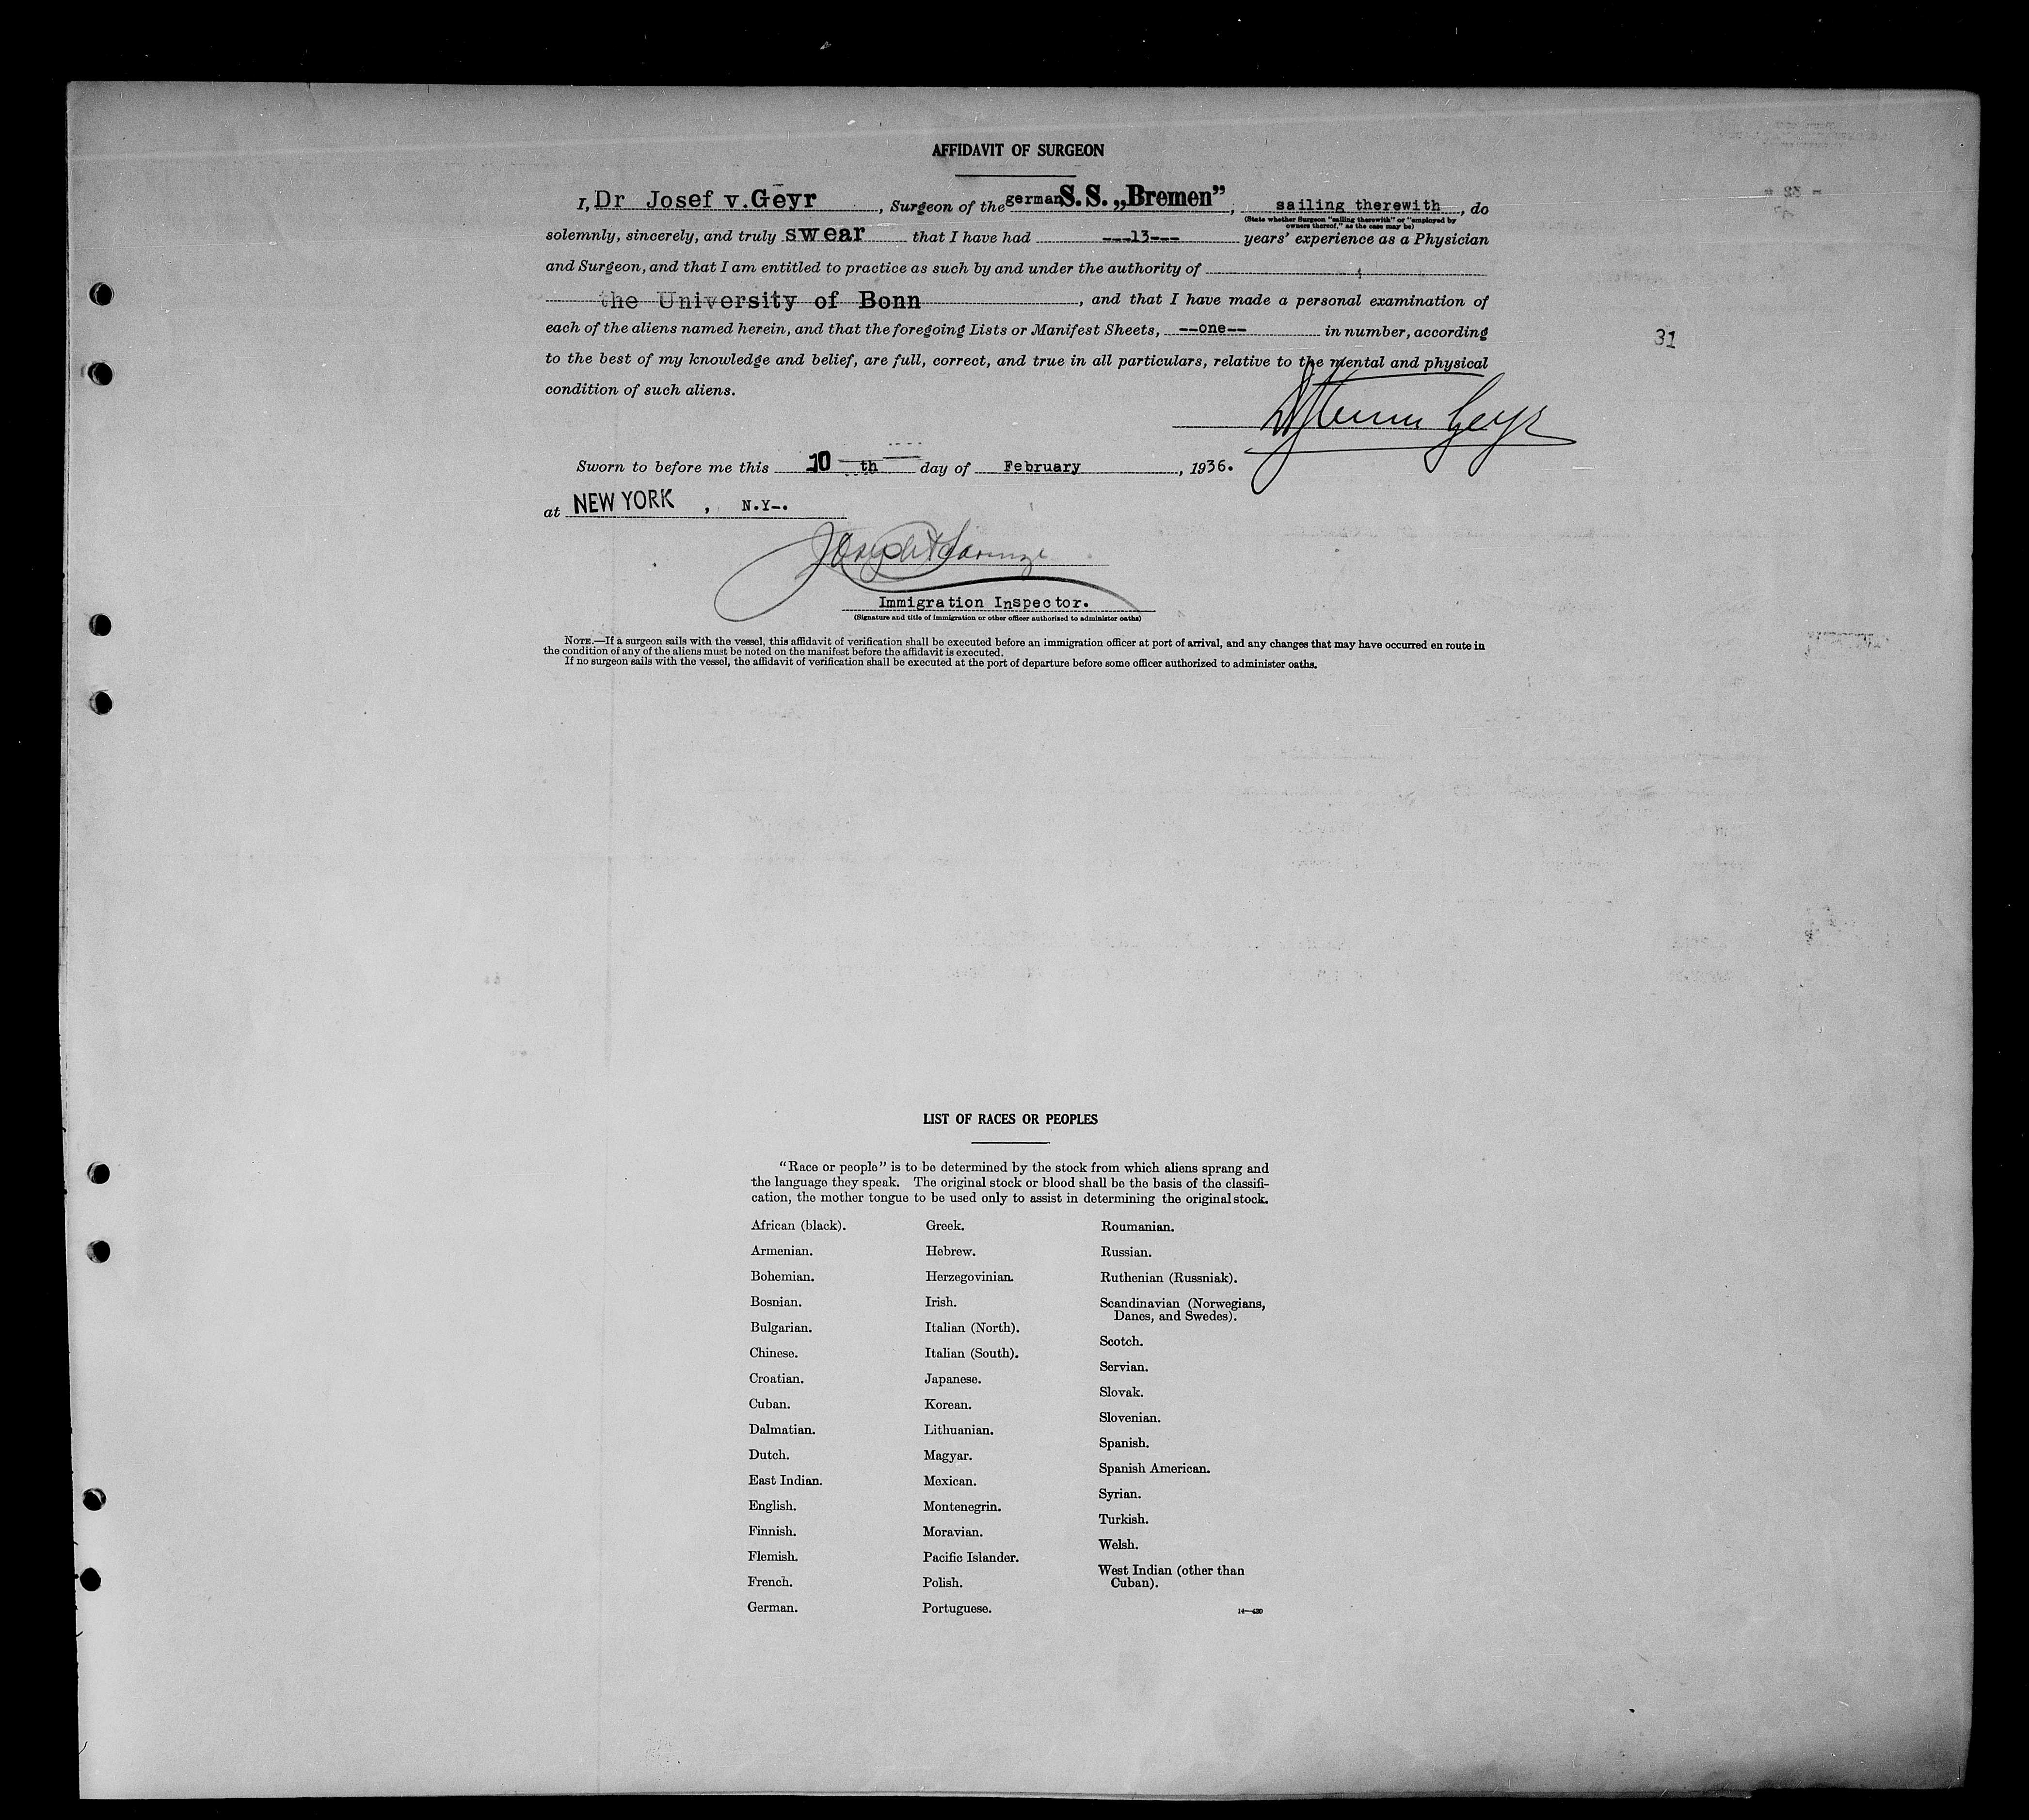 AFFIDAVIT OF SURGEON
I, Dr Josef v. Geyr, Surgeon of the german S. S. „Bremen”, sailing therewith, do
(State whether Surgeon "sailing therewith" or "employed by
owners thereof," as the case may be)
solemnly, sincerely, and truly swear that I have had ---13--- years' experience as a Physician
and Surgeon, and that I am entitled to practice as such by and under the authority of
the University of Bonn, and that I have made a personal examination of
each of the aliens named herein, and that the foregoing Lists or Manifest Sheets, --one-- in number, according
31
to the best of my knowledge and belief, are full, correct, and true in all particulars, relative to the mental and physical
condition of such aliens.
Geyr
Sworn to before me this 10 th day of February, 1936.
at NEW YORK, N.Y-.
Joseph
Immigration Inspector.
(Signature and title of immigration or other officer authorized to administer oaths)
NOTE.—If a surgeon sails with the vessel, this affidavit of verification shall be executed before an immigration officer at port of arrival, and any changes that may have occurred en route in
the condition of any of the aliens must be noted on the manifest before the affidavit is executed.
If no surgeon sails with the vessel, the affidavit of verification shall be executed at the port of departure before some officer authorized to administer oaths.
LIST OF RACES OR PEOPLES
"Race or people" is to be determined by the stock from which aliens sprang and
the language they speak. The original stock or blood shall be the basis of the classifi-
cation, the mother tongue to be used only to assist in determining the original stock.
African (black).
Armenian.
Bohemian.
Bosnian.
Bulgarian.
Chinese.
Croatian.
Cuban.
Dalmatian.
Dutch.
East Indian.
English.
Finnish.
Flemish.
French.
German.
Greek.
Hebrew.
Herzegovinian.
Irish.
Italian (North).
Italian (South).
Japanese.
Korean.
Lithuanian.
Magyar.
Mexican.
Montenegrin.
Moravian.
Pacific Islander.
Polish.
Portuguese.
Roumanian.
Russian.
Ruthenian (Russniak).
Scandinavian (Norwegians,
Danes, and Swedes).
Scotch.
Servian.
Slovak.
Slovenian.
Spanish.
Spanish American.
Syrian.
Turkish.
Welsh.
West Indian (other than
Cuban).
14—430